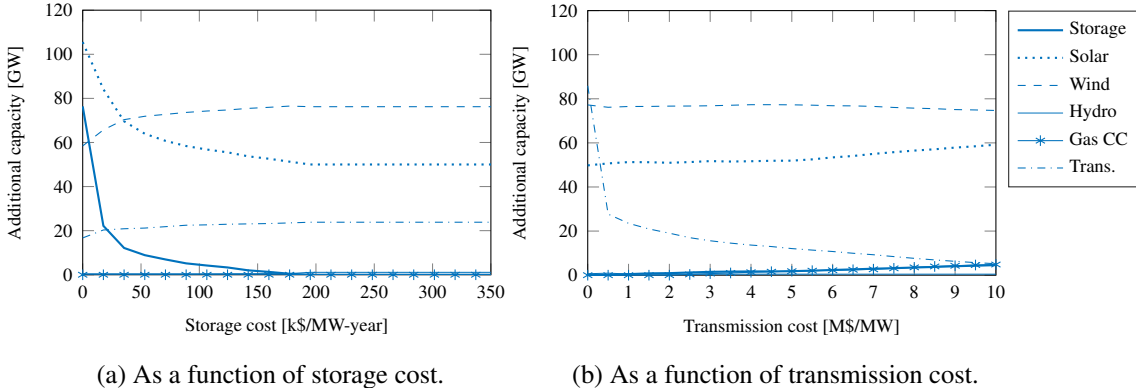 120
100
80
60
40
20
0
Additional capacity [GW]
0 50 100 150 200 250 300 350
Storage cost [k$/MW-year]
(a) As a function of storage cost.
120
100
80
60
40
20
0
Additional capacity [GW]
0 1 2 3 4 5 6 7 8 9 10
Transmission cost [M$/MW]
(b) As a function of transmission cost.
Storage
Solar
Wind
Hydro
Gas CC
Trans.